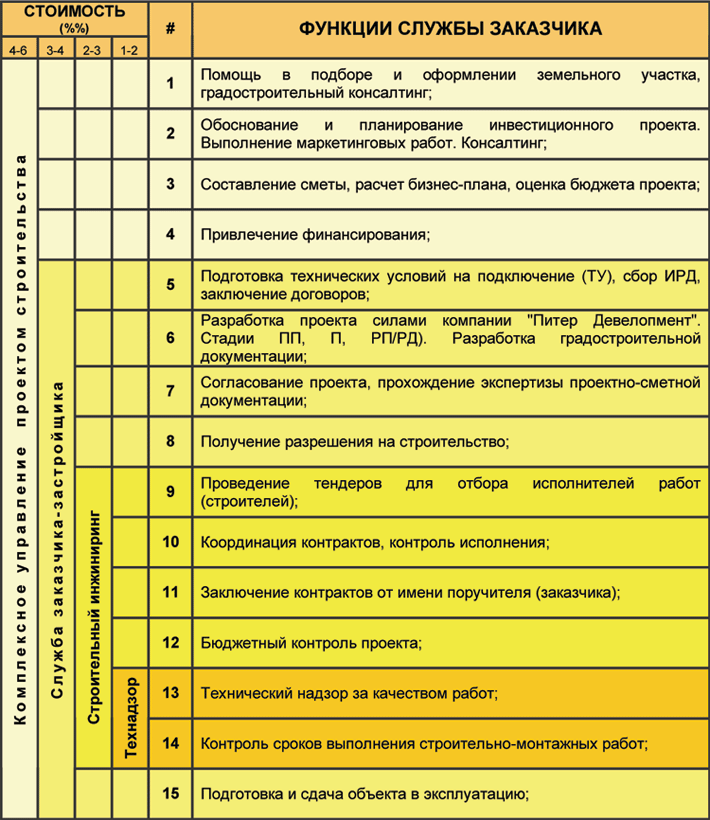 СТОИМОСТЬ
(%%)
4-6 3-4 2-3 1-2
#
ФУНКЦИИ СЛУЖБЫ ЗАКАЗЧИКА
Комплексное управление проектом строительства
Служба заказчика-застройщика
Строительный инжиниринг
Технадзор
1
Помощь в подборе и оформлении земельного участка,
градостроительный консалтинг;
2
Обоснование и планирование инвестиционного проекта.
Выполнение маркетинговых работ. Консалтинг;
3
Составление сметы, расчет бизнес-плана, оценка бюджета проекта;
4
Привлечение финансирования;
5
Подготовка технических условий на подключение (ТУ), сбор ИРД,
заключение договоров;
6
Разработка проекта силами компании "Питер Девелопмент".
Стадии ПП, П, РП/РД). Разработка градостроительной
документации;
7
Согласование проекта, прохождение экспертизы проектно-сметной
документации;
8
Получение разрешения на строительство;
9
Проведение тендеров для отбора исполнителей работ
(строителей);
10
Координация контрактов, контроль исполнения;
11
Заключение контрактов от имени поручителя (заказчика);
12
Бюджетный контроль проекта;
13
Технический надзор за качеством работ;
14
Контроль сроков выполнения строительно-монтажных работ;
15
Подготовка и сдача объекта в эксплуатацию;